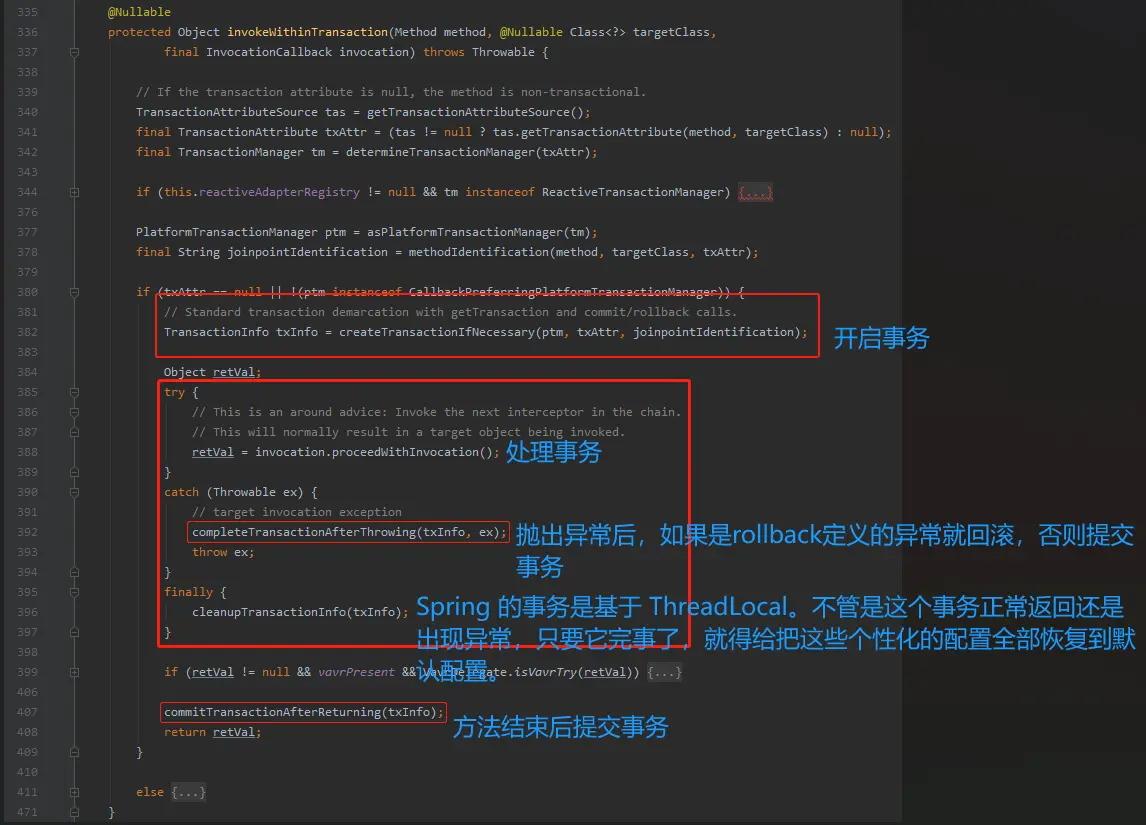 335 @Nullable
336 protected Object invokeWithinTransaction(Method method, @Nullable Class<?> targetClass,
337 final InvocationCallback invocation) throws Throwable {
338
339 // If the transaction attribute is null, the method is non-transactional.
340 TransactionAttributeSource tas = getTransactionAttributeSource();
341 final TransactionAttribute txAttr = (tas != null ? tas.getTransactionAttribute(method, targetClass) : null);
342 final TransactionManager tm = determineTransactionManager(txAttr);
343
344 if (this.reactiveAdapterRegistry != null && tm instanceof ReactiveTransactionManager) {...}
376
377 PlatformTransactionManager ptm = asPlatformTransactionManager(tm);
378 final String joinpointIdentification = methodIdentification(method, targetClass, txAttr);
379
380 if (txAttr == null || !(ptm instanceof CallbackPreferringPlatformTransactionManager)) {
381 // Standard transaction demarcation with getTransaction and commit/rollback calls.
382 TransactionInfo txInfo = createTransactionIfNecessary(ptm, txAttr, joinpointIdentification);
开启事务
383
384 Object retVal;
385 try {
386 // This is an around advice: Invoke the next interceptor in the chain.
387 // This will normally result in a target object being invoked.
388 retVal = invocation.proceedWithInvocation(); 处理事务
389 }
390 catch (Throwable ex) {
391 // target invocation exception
392 completeTransactionAfterThrowing(txInfo, ex); 抛出异常后，如果是rollback定义的异常就回滚，否则提交
393 throw ex;
事务
394 }
395 finally {
396 cleanupTransactionInfo(txInfo); Spring 的事务是基于 ThreadLocal。不管是这个事务正常返回还是
397 }
出现异常，只要它完事了，就得给把这些个性化的配置全部恢复到默
398
认配置。
399 if (retVal != null && vavrPresent && VavrDelegate.isVavrTry(retVal)) {...}
406
407 commitTransactionAfterReturning(txInfo); 方法结束后提交事务
408 return retVal;
409 }
410
411 else {...}
471 }